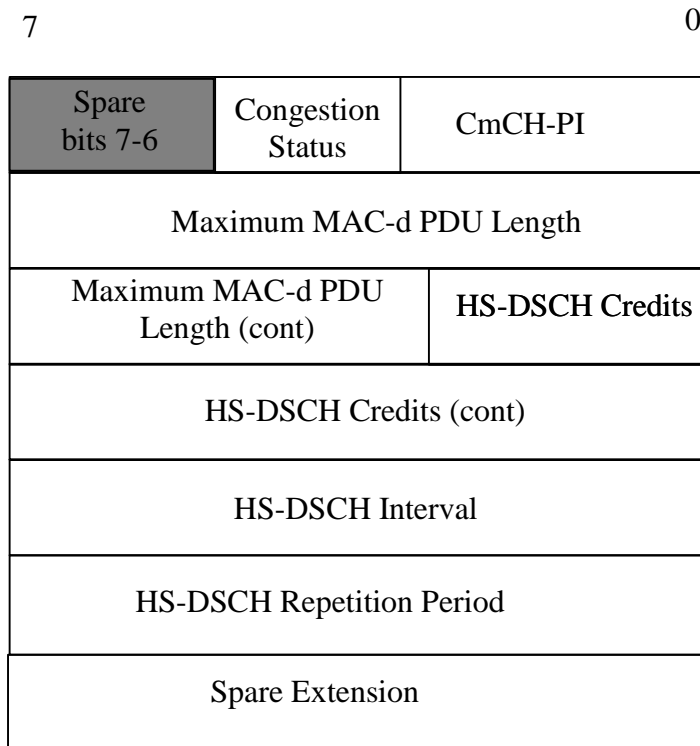 7 0
Spare
bits 7-6
Congestion
Status
CmCH-PI
Maximum MAC-d PDU Length
Maximum MAC-d PDU
Length (cont)
HS-DSCH Credits
HS-DSCH Credits (cont)
HS-DSCH Interval
HS-DSCH Repetition Period
Spare Extension